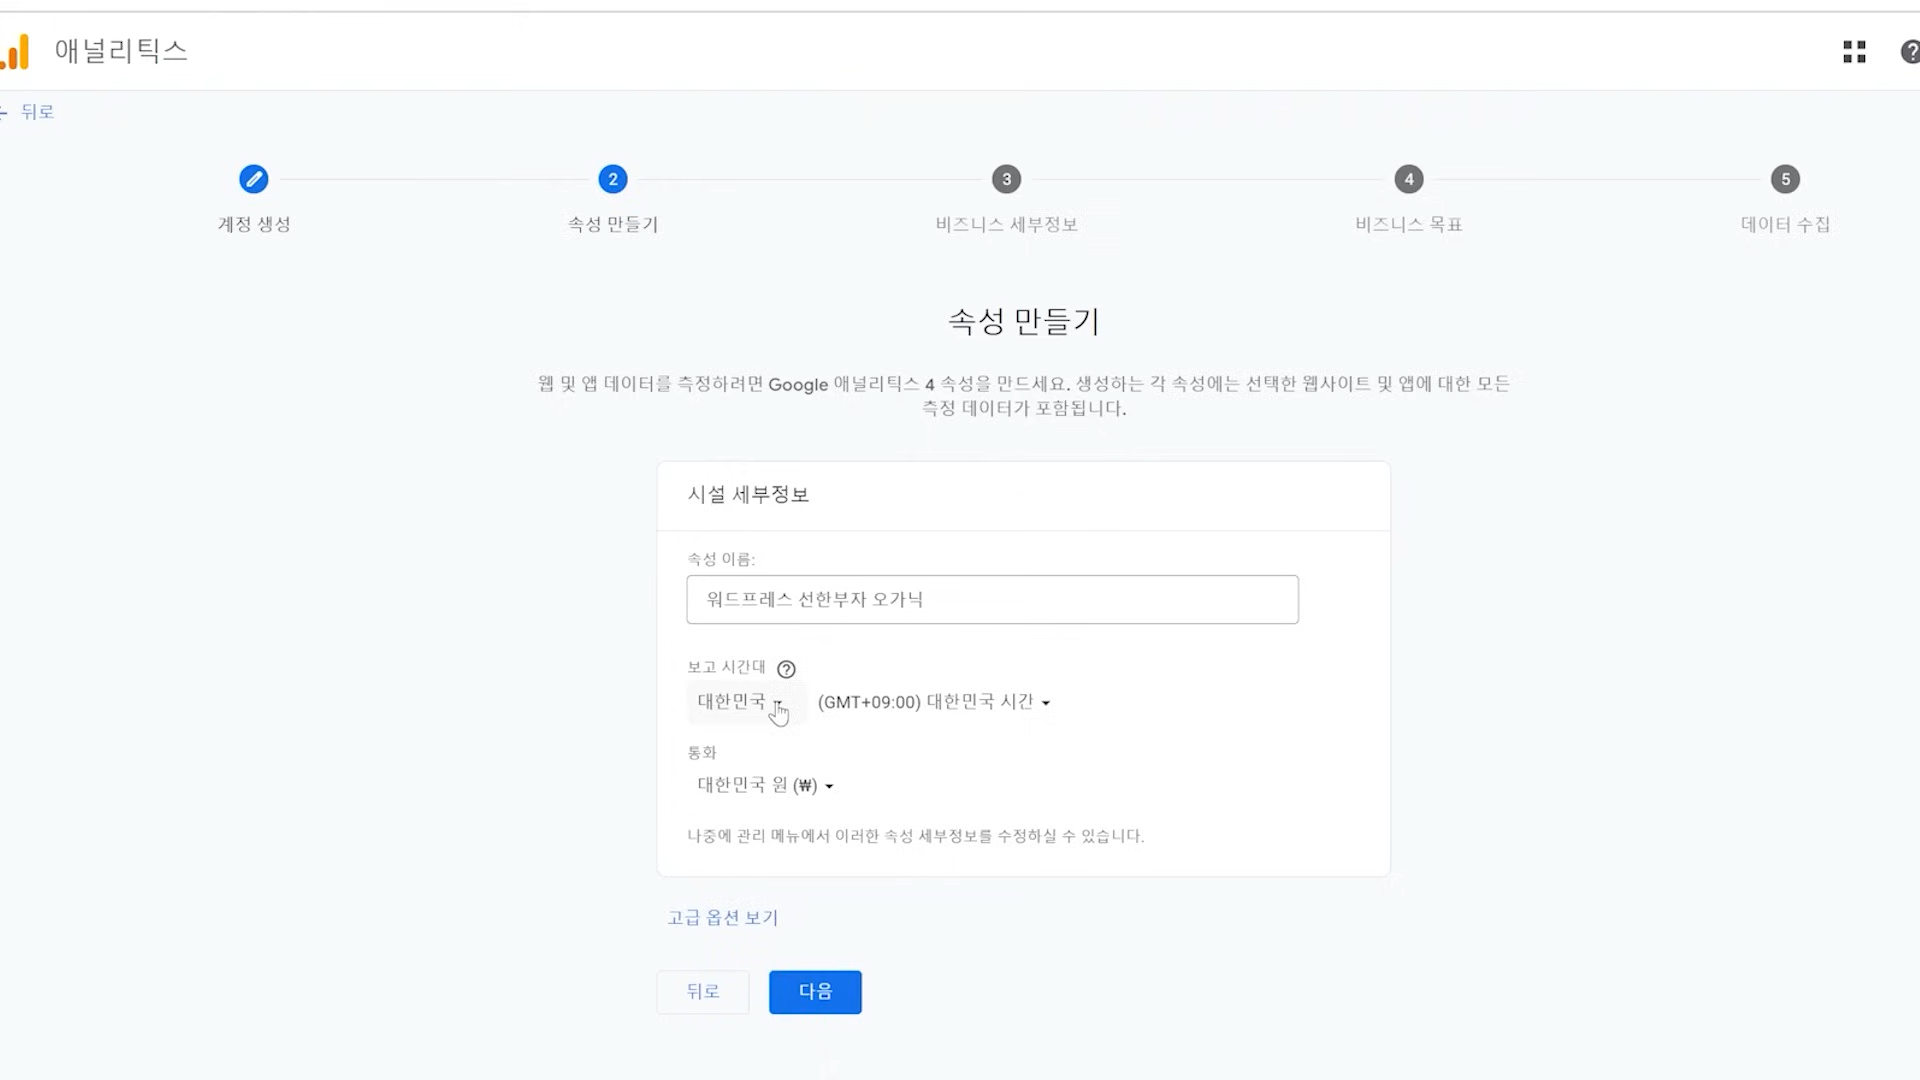 애널리틱스
뒤로
2
3
4
5
계정 생성
속성 만들기
비즈니스 세부정보
비즈니스 목표
데이터 수집
속성 만들기
웹 및 앱 데이터를 측정하려면 Google 애널리틱스 4 속성을 만드세요. 생성하는 각 속성에는 선택한 웹사이트 및 앱에 대한 모든
측정 데이터가 포함됩니다.
시설 세부정보
속성 이름:
워드프레스 선한부자 오가닉
보고 시간대
대한민국 (GMT+09:00) 대한민국 시간
통화
대한민국 원 (₩)
나중에 관리 메뉴에서 이러한 속성 세부정보를 수정하실 수 있습니다.
고급 옵션 보기
뒤로
다음